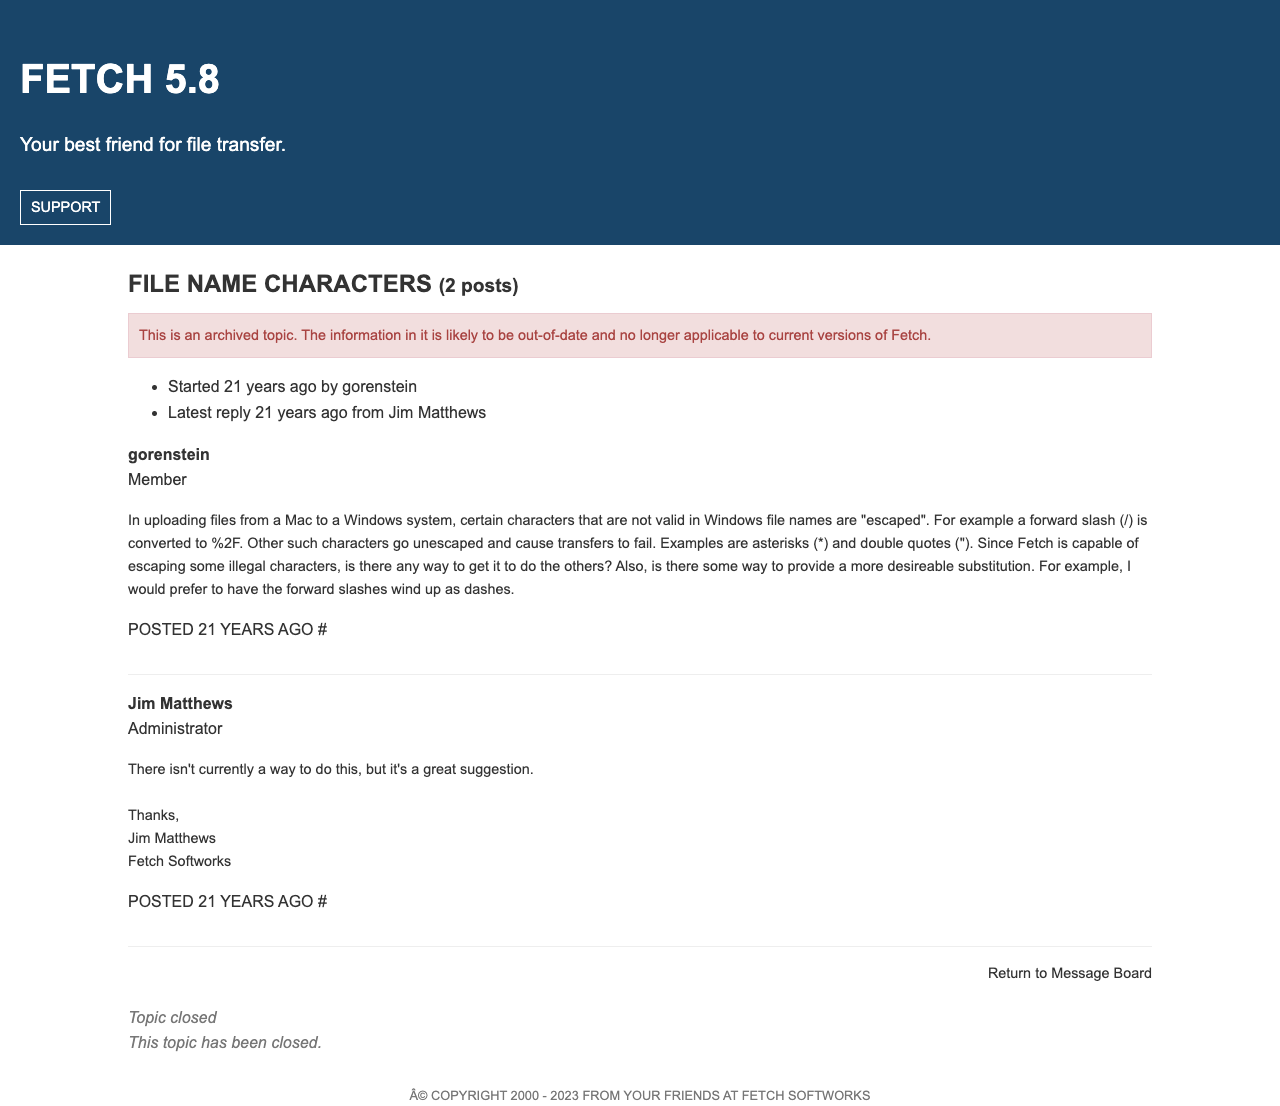 FETCH 5.8
Your best friend for file transfer.
SUPPORT
FILE NAME CHARACTERS (2 posts)
This is an archived topic. The information in it is likely to be out-of-date and no longer applicable to current versions of Fetch.
• Started 21 years ago by gorenstein
• Latest reply 21 years ago from Jim Matthews
gorenstein
Member
In uploading files from a Mac to a Windows system, certain characters that are not valid in Windows file names are "escaped". For example a forward slash (/) is
converted to %2F. Other such characters go unescaped and cause transfers to fail. Examples are asterisks (*) and double quotes ("). Since Fetch is capable of
escaping some illegal characters, is there any way to get it to do the others? Also, is there some way to provide a more desireable substitution. For example, I
would prefer to have the forward slashes wind up as dashes.
POSTED 21 YEARS AGO #
Jim Matthews
Administrator
There isn't currently a way to do this, but it's a great suggestion.
Thanks,
Jim Matthews
Fetch Softworks
POSTED 21 YEARS AGO #
Return to Message Board
Topic closed
This topic has been closed.
Â© COPYRIGHT 2000 - 2023 FROM YOUR FRIENDS AT FETCH SOFTWORKS